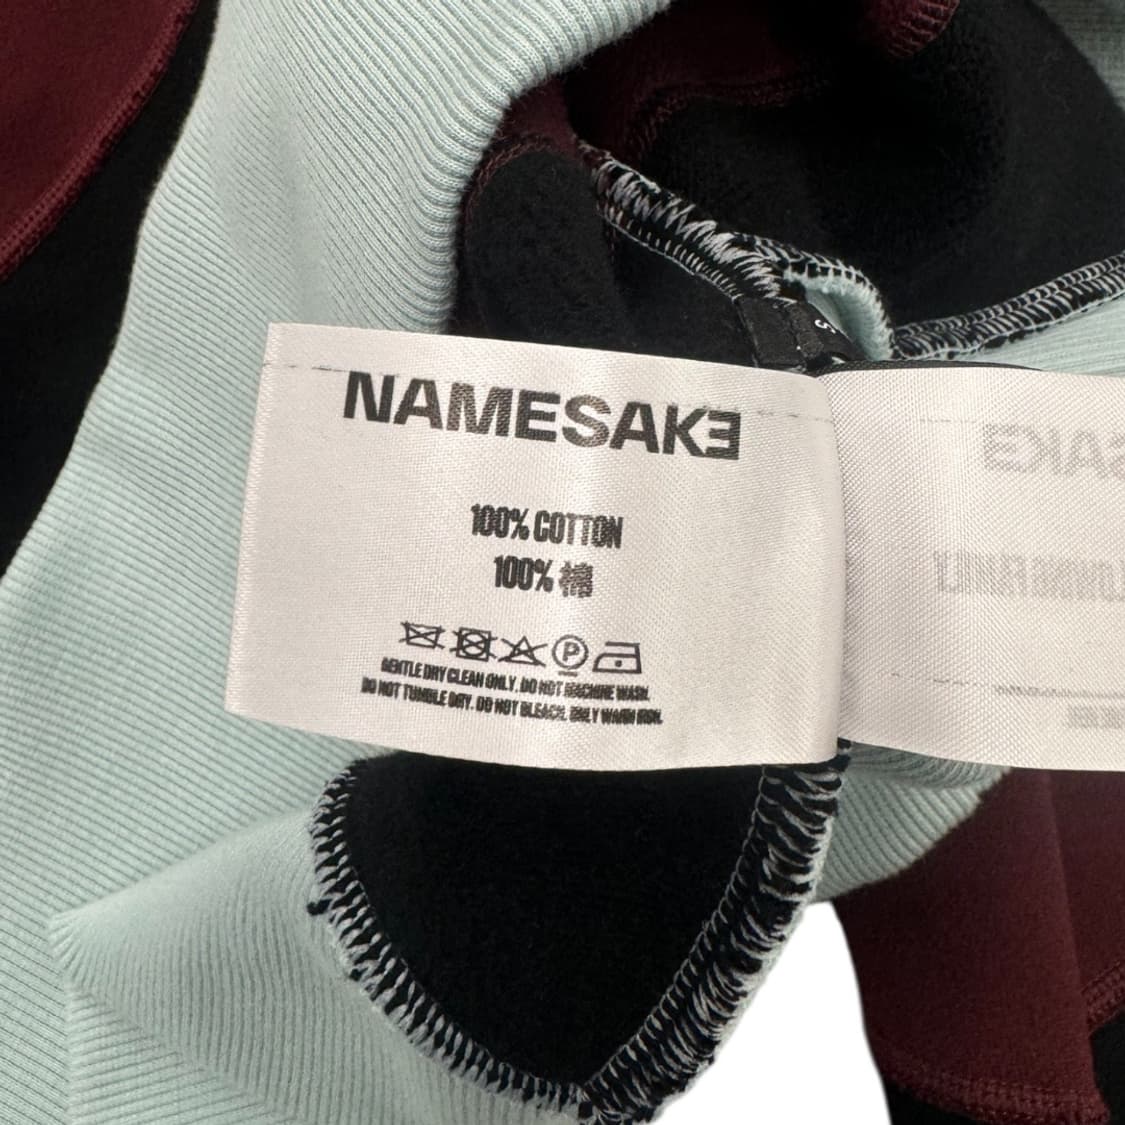 NAMESAKE
100% COTTON
100% 棉
P
GENTLE DRY CLEAN ONLY. DO NOT MACHINE WASH.
DO NOT TUMBLE DRY. DO NOT BLEACH. ONLY WARM IRON.
S